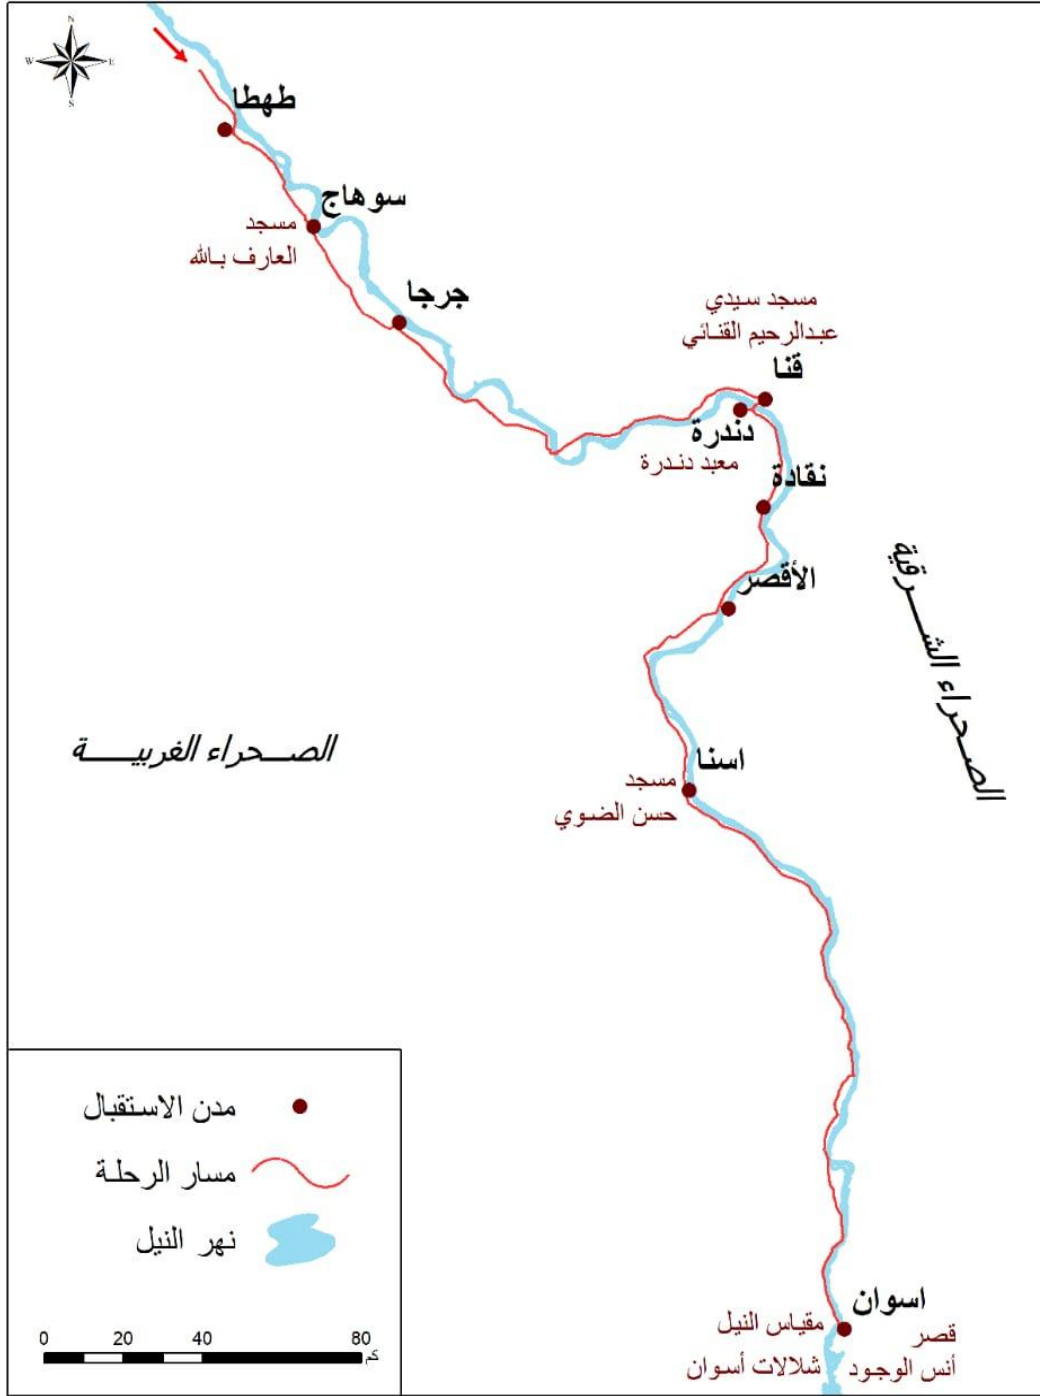 N
W
E
S
طهطا
سوهاج
مسجد
العارف بالله
جرجا
مسجد سيدي
عبدالرحيم القنائي
قنا
دندرة
معبد دندرة
نقادة
الأقصر
الصحراء الشرقية
الصحراء الغربية
اسنا
مسجد
حسن الضوي
مدن الاستقبال
مسار الرحلة
نهر النيل
0 20 40 80
كم
اسوان
مقياس النيل
شلالات أسوان
قصر
أنس الوجود